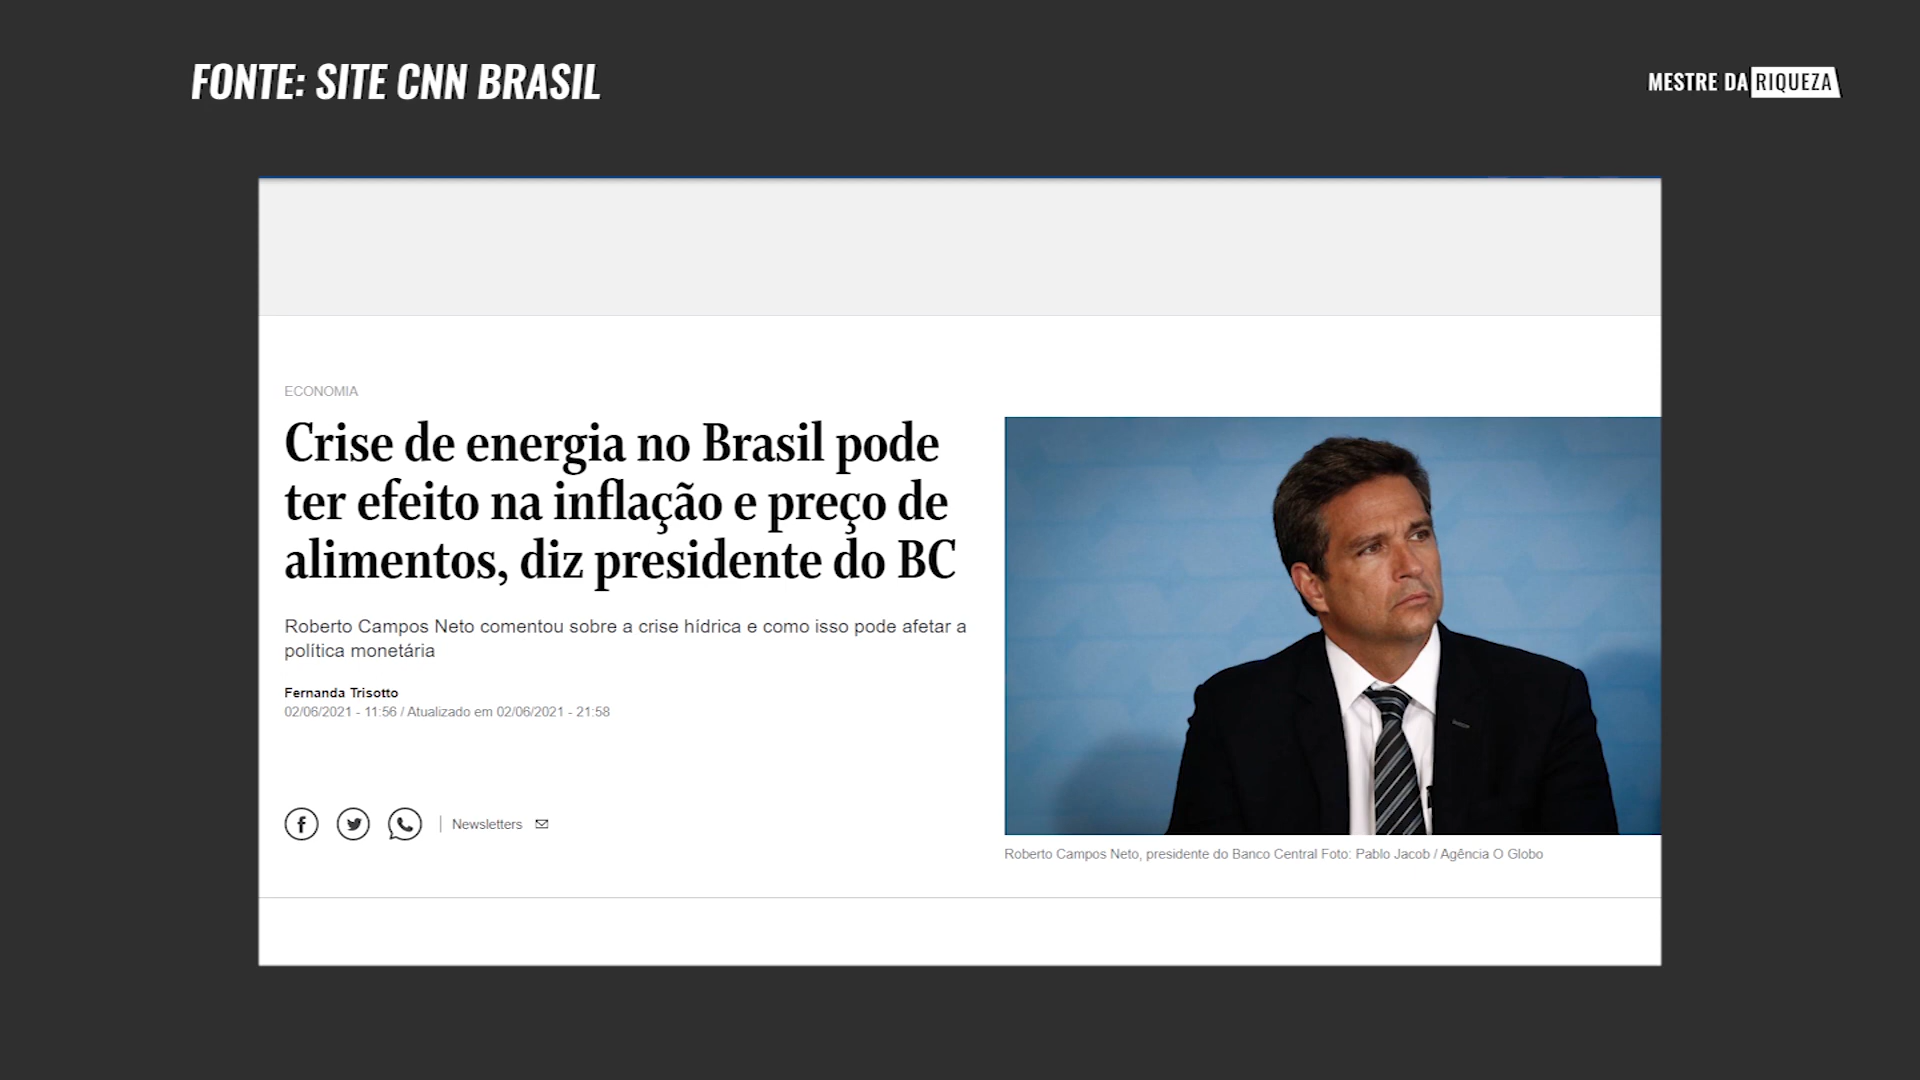 FONTE: SITE CNN BRASIL
MESTRE DA RIQUEZA
ECONOMIA
Crise de energia no Brasil pode
ter efeito na inflação e preço de
alimentos, diz presidente do BC
Roberto Campos Neto comentou sobre a crise hídrica e como isso pode afetar a
política monetária
Fernanda Trisotto
02/06/2021 - 11:56 / Atualizado em 02/06/2021 - 21:58
Newsletters
Roberto Campos Neto, presidente do Banco Central Foto: Pablo Jacob / Agência O Globo